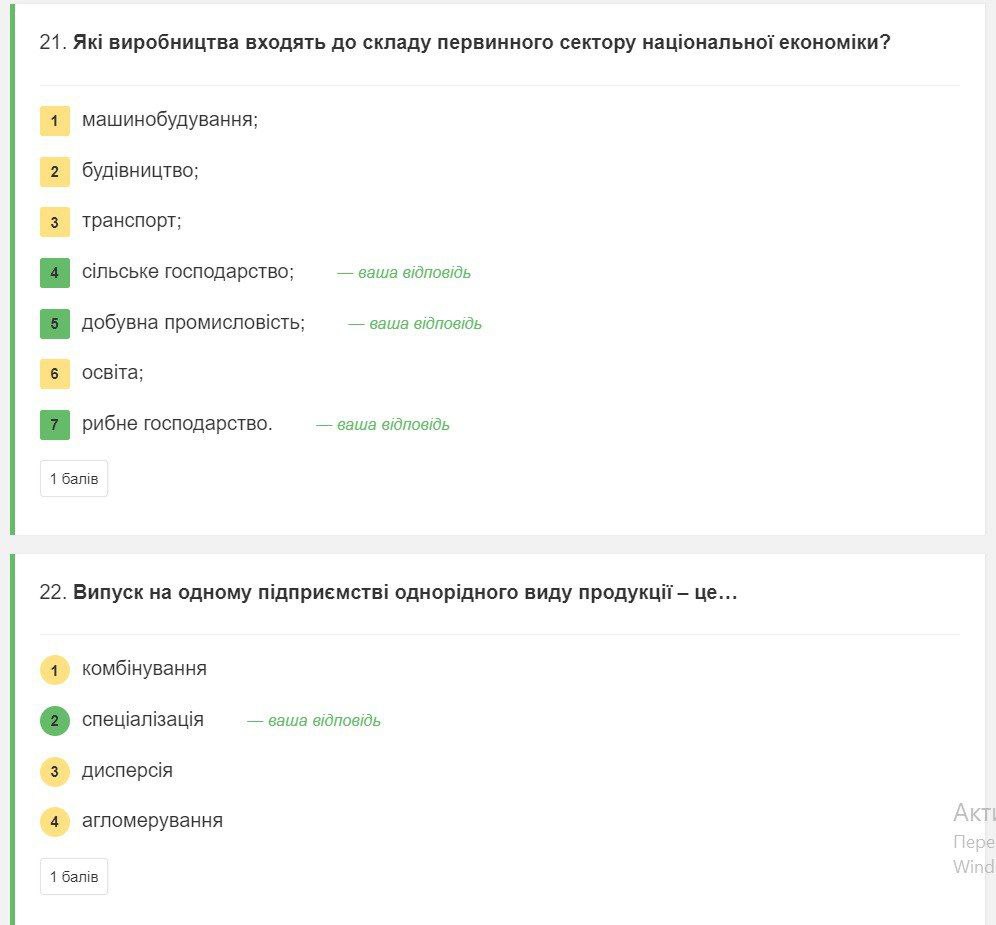 21. Які виробництва входять до складу первинного сектору національної економіки?
1 машинобудування;
2 будівництво;
3 транспорт;
4 сільське господарство; — ваша відповідь
5 добувна промисловість; — ваша відповідь
6 освіта;
7 рибне господарство. — ваша відповідь
1 балів
22. Випуск на одному підприємстві однорідного виду продукції – це…
1 комбінування
2 спеціалізація — ваша відповідь
3 дисперсія
4 агломерування
Акти
Пере
Wind
1 балів